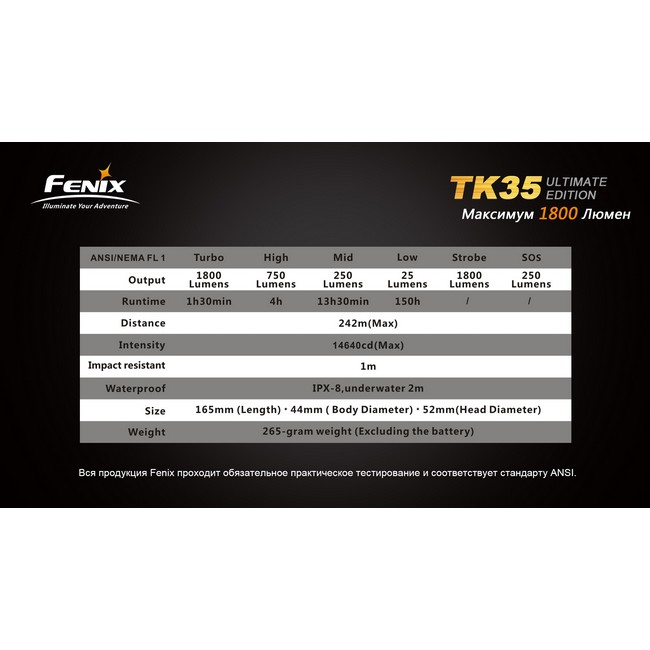 FENIX
Illuminate Your Adventure
TK35 ULTIMATE EDITION
Максимум 1800 Люмен
ANSI/NEMA FL 1 Turbo High Mid Low Strobe SOS
Output 1800 Lumens 750 Lumens 250 Lumens 25 Lumens 1800 Lumens 250 Lumens
Runtime 1h30min 4h 13h30min 150h / /
Distance 242m(Max)
Intensity 14640cd(Max)
Impact resistant 1m
Waterproof IPX-8,underwater 2m
Size 165mm (Length) · 44mm ( Body Diameter) · 52mm(Head Diameter)
Weight 265-gram weight (Excluding the battery)
Вся продукция Fenix проходит обязательное практическое тестирование и соответствует стандарту ANSI.